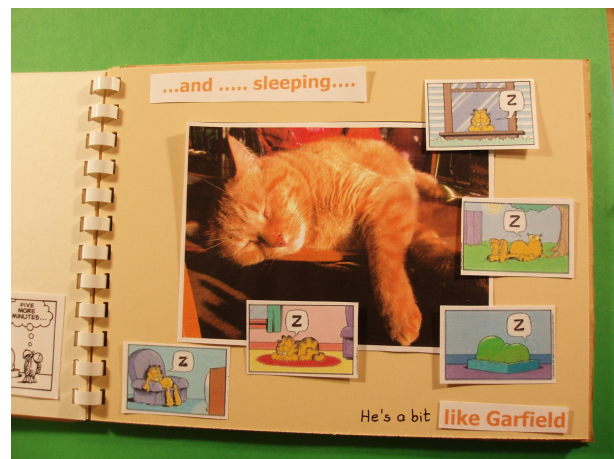 ...and ..... sleeping....
Z
Z
FIVE
MORE
MINUTES...
Z
Z
Z
He's a bit like Garfield